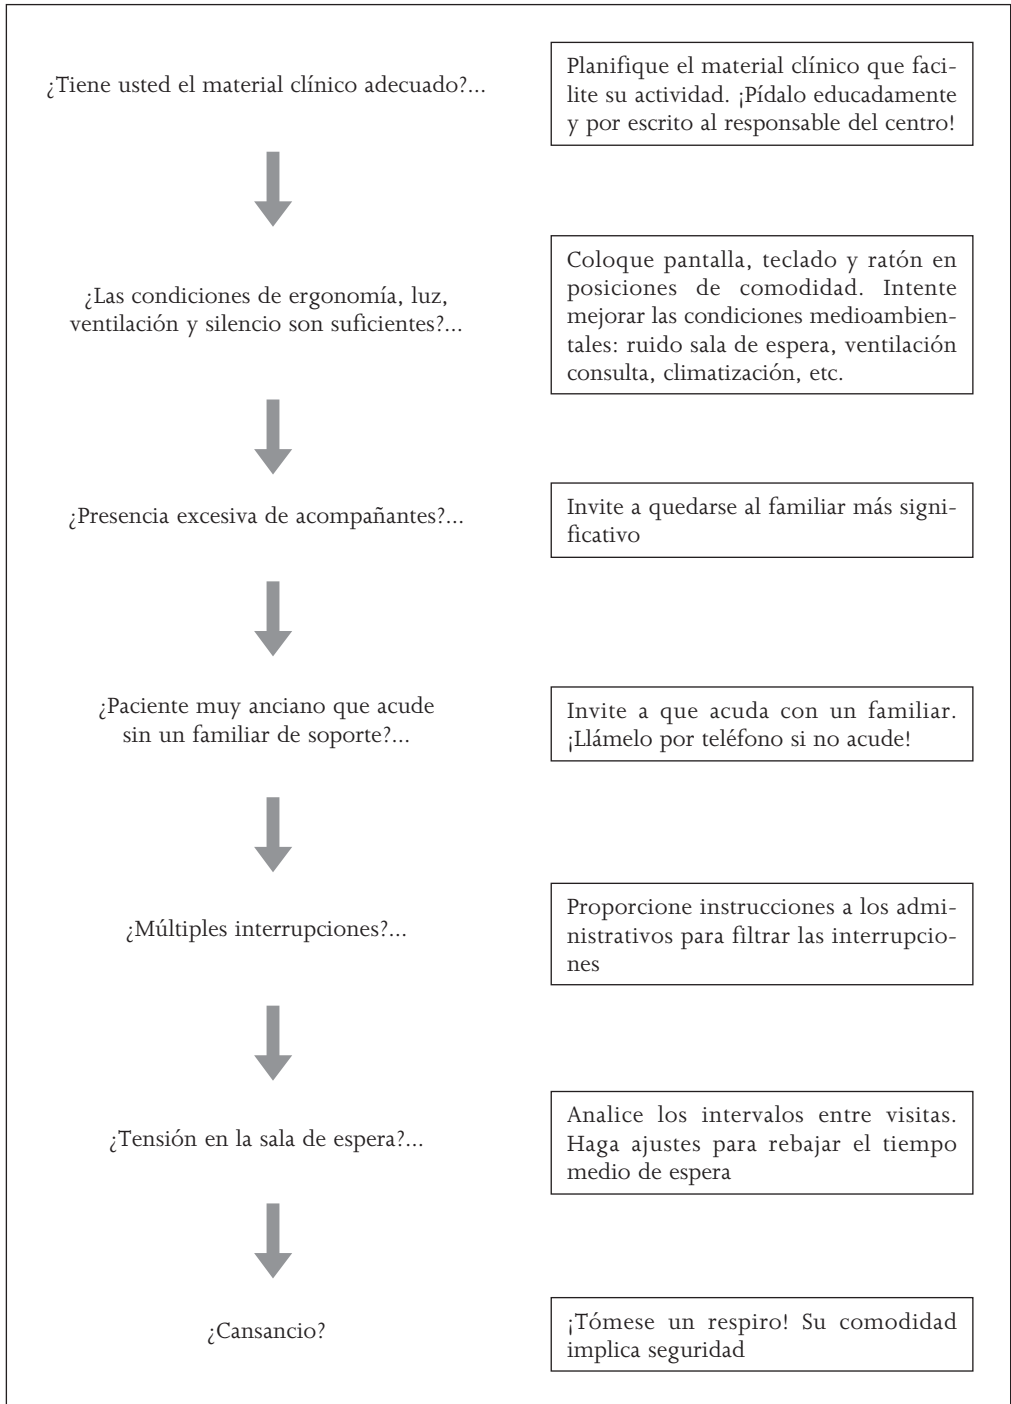 ¿Tiene usted el material clínico adecuado?...
Planifique el material clínico que faci-
lite su actividad. ¡Pídalo educadamente
y por escrito al responsable del centro!
¿Las condiciones de ergonomía, luz,
ventilación y silencio son suficientes?...
Coloque pantalla, teclado y ratón en
posiciones de comodidad. Intente
mejorar las condiciones medioambien-
tales: ruido sala de espera, ventilación
consulta, climatización, etc.
¿Presencia excesiva de acompañantes?...
Invite a quedarse al familiar más signi-
ficativo
¿Paciente muy anciano que acude
sin un familiar de soporte?...
Invite a que acuda con un familiar.
¡Llámelo por teléfono si no acude!
¿Múltiples interrupciones?...
Proporcione instrucciones a los admi-
nistrativos para filtrar las interrupcio-
nes
¿Tensión en la sala de espera?...
Analice los intervalos entre visitas.
Haga ajustes para rebajar el tiempo
medio de espera
¿Cansancio?
¡Tómese un respiro! Su comodidad
implica seguridad